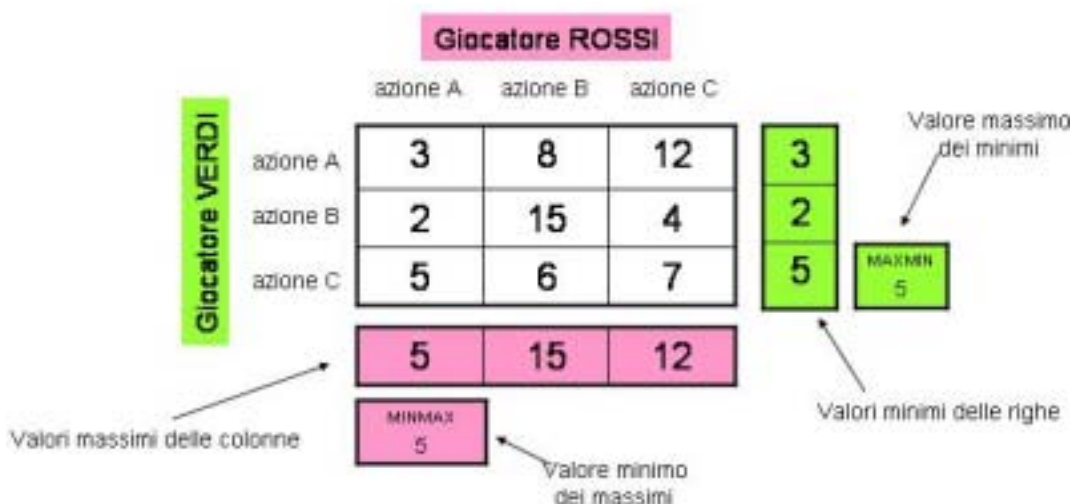 Giocatore ROSSI
azione A azione B azione C
Giocatore VERDI
azione A 3 8 12 3
azione B 2 15 4 2
azione C 5 6 7 5
Valore massimo
dei minimi
MAXMIN
5
5 15 12
MINMAX
5
Valori massimi delle colonne
Valore minimo
dei massimi
Valori minimi delle righe